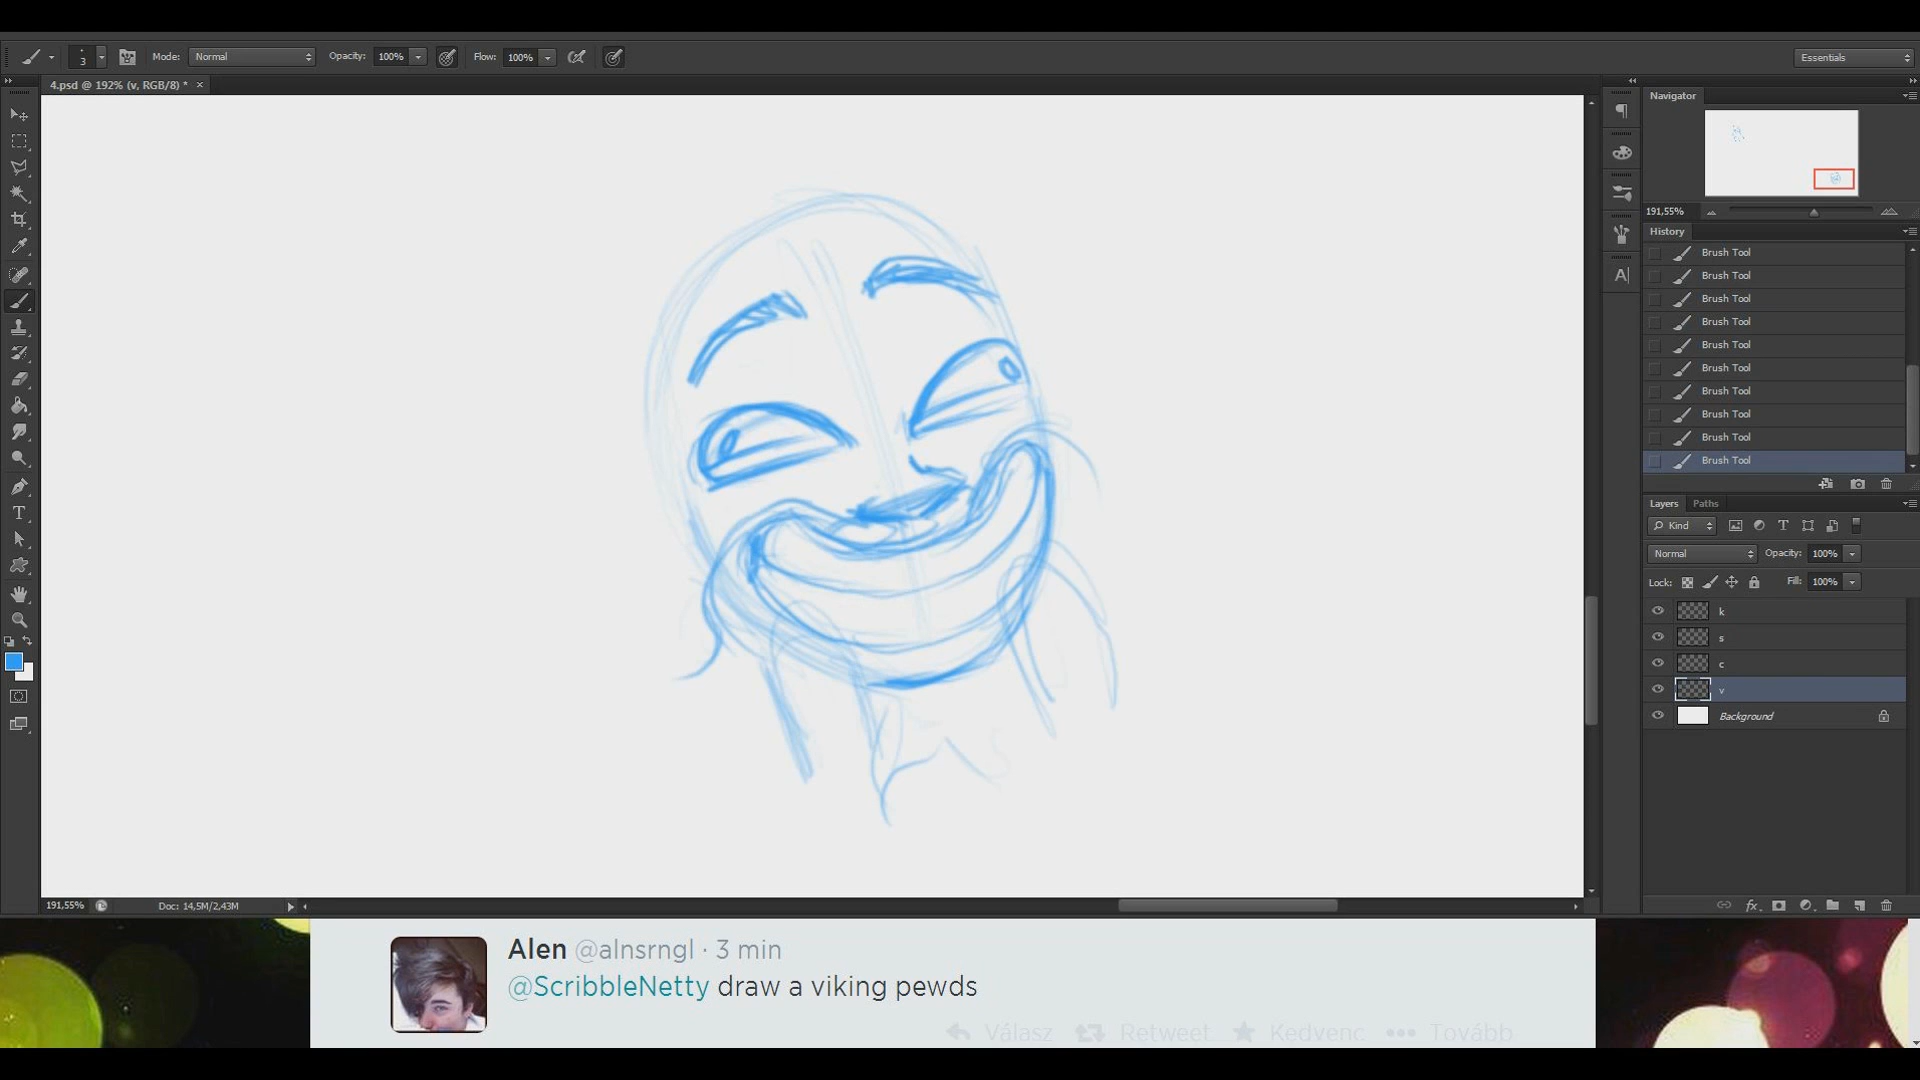 3
Mode:
Normal
Opacity:
100%
Flow:
100%
Essentials
4.psd @ 192% (v, RGB/8) *
Navigator
191,55%
History
Brush Tool
Brush Tool
Brush Tool
Brush Tool
Brush Tool
Brush Tool
Brush Tool
Brush Tool
Brush Tool
Brush Tool
Layers
Paths
Kind
Normal
Opacity:
100%
Lock:
Fill:
100%
k
s
c
v
Background
191,55%
Doc: 14,5M/2,43M
Alen @alnsrngl · 3 min
@ScribbleNetty draw a viking pewds
Válasz
Retweet
Kedvenc
Tovább